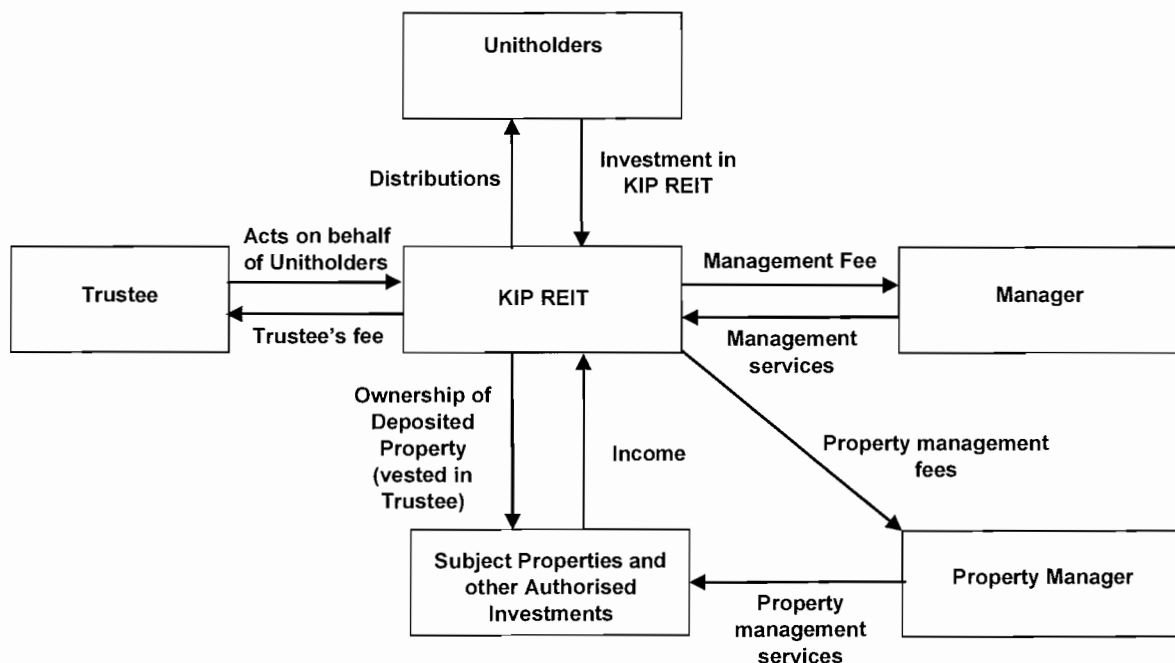 Unitholders
Distributions
Investment in
KIP REIT
Acts on behalf
of Unitholders
Trustee
Trustee's fee
KIP REIT
Management Fee
Manager
Management
services
Ownership of
Deposited
Property
(vested in
Trustee)
Income
Property management
fees
Subject Properties and
other Authorised
Investments
Property Manager
Property
management
services